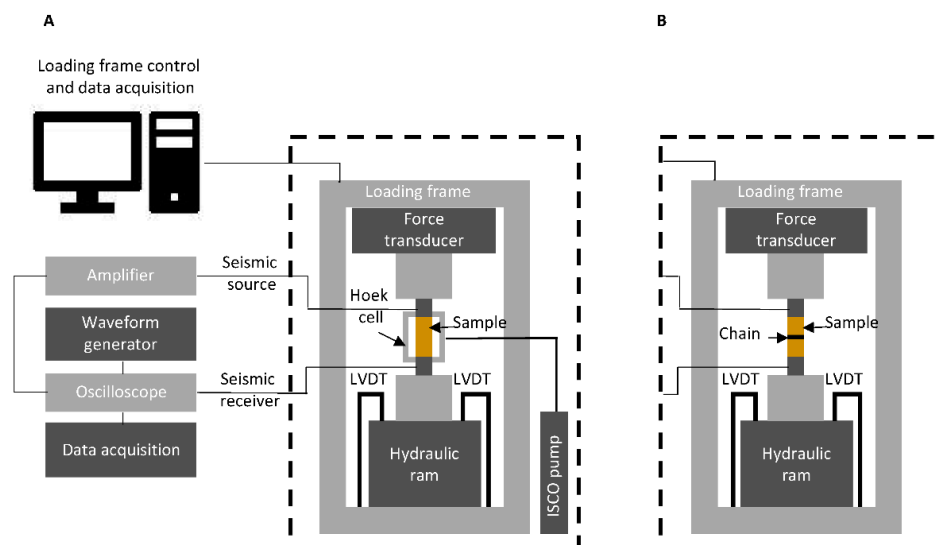 A
B
Loading frame control
and data acquisition
Loading frame
Force
transducer
Amplifier
Seismic
source
Hoek
cell
Sample
Waveform
generator
Oscilloscope
Seismic
receiver
LVDT
LVDT
Data acquisition
Hydraulic
ram
ISCO pump
Loading frame
Force
transducer
Chain
Sample
LVDT
LVDT
Hydraulic
ram